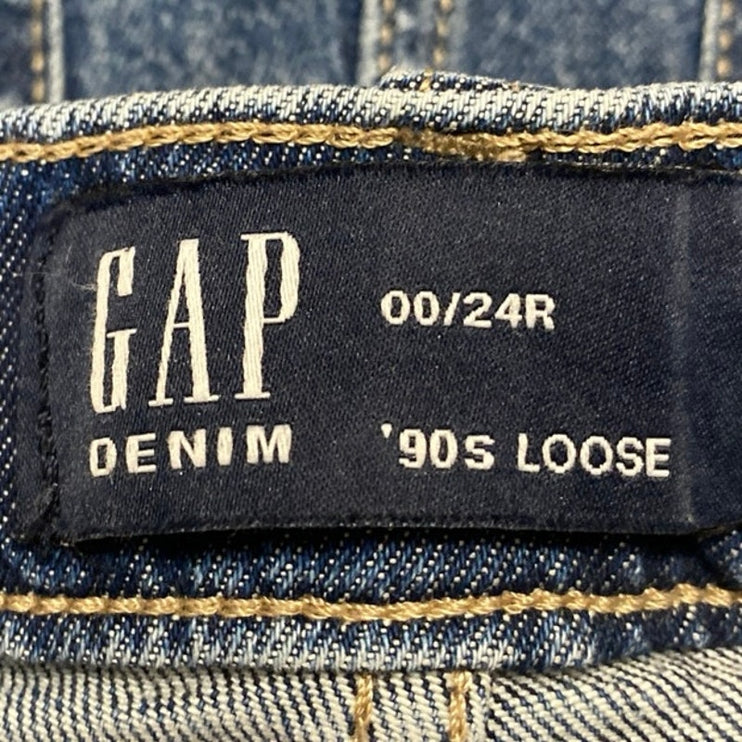 GAP
DENIM
00/24R
'90S LOOSE